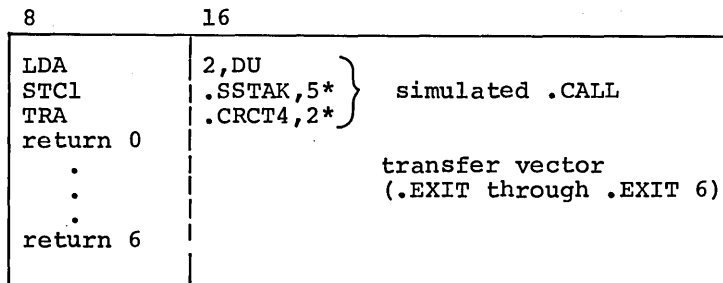 8 16
LDA 2,DU
STC1 .SSTAK,5* simulated .CALL
TRA .CRCT4,2*
return 0
. transfer vector
. (.EXIT through .EXIT 6)
.
return 6